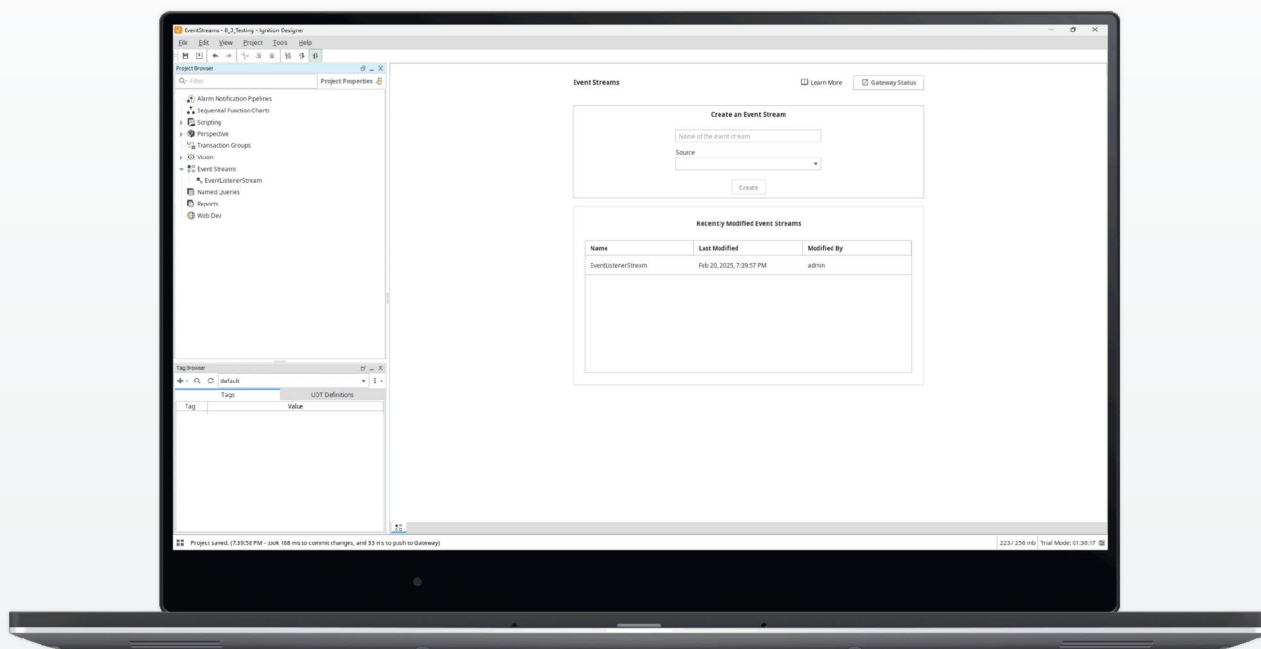 EventStreams - 8_3_Testing - Ignition Designer
File Edit View Project Tools Help
Project Browser
Filter
Project Properties
Alarm Notification Pipelines
Sequential Function Charts
Scripting
Perspective
Transaction Groups
Vision
Event Streams
EventListenerStream
Named Queries
Reports
Web Dev
Tag Browser
default
Tags UDT Definitions
Tag Value
Event Streams Learn More Gateway Status
Create an Event Stream
Name of the event stream
Source
Create
Recently Modified Event Streams
Name Last Modified Modified By
EventListenerStream Feb 20, 2025, 7:39:57 PM admin
Project saved. (7:39:58 PM - took 168 ms to commit changes, and 33 ms to push to Gateway)
223 / 256 mb Trial Mode: 01:36:17